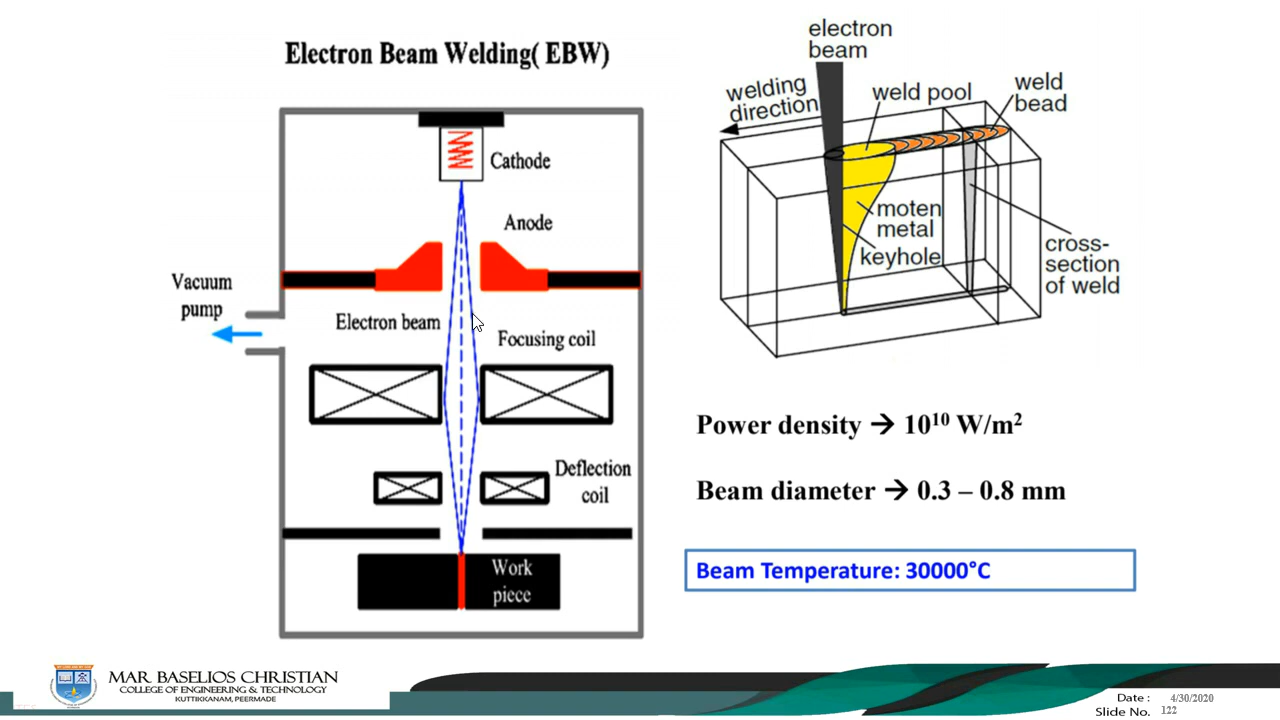 Electron Beam Welding( EBW)
Cathode
Anode
Vacuum
pump
Electron beam
Focusing coil
Deflection
coil
Work
piece
electron
beam
welding
direction
weld pool
weld
bead
moten
metal
keyhole
cross-
section
of weld
Power density → 10¹⁰ W/m²
Beam diameter → 0.3 – 0.8 mm
Beam Temperature: 30000°C
MAR BASELIOS CHRISTIAN
COLLEGE OF ENGINEERING & TECHNOLOGY
KUTTIKKANAM, PEERMADE
Date : 4/30/2020
Slide No. 122